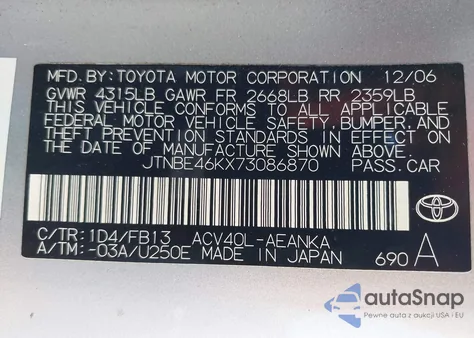 MFD. BY: TOYOTA MOTOR CORPORATION 12/06
GVWR 4315LB GAWR FR 2668LB RR 2359LB
THIS VEHICLE CONFORMS TO ALL APPLICABLE
FEDERAL MOTOR VEHICLE SAFETY, BUMPER, AND
THEFT PREVENTION STANDARDS IN EFFECT ON
THE DATE OF MANUFACTURE SHOWN ABOVE.
JTNBE46KX73086870 PASS. CAR
C/TR: 1D4/FB13 ACV40L-AEANKA
A/TM: -03A/U250E MADE IN JAPAN 690 A
TOYOTA
autoSnap
Pewne auta z USA i EU